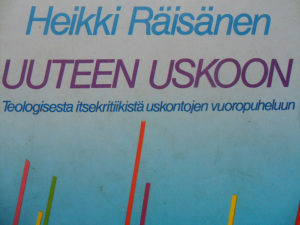 Heikki Räisänen
UUTEEN USKOON
Teologisesta itsekritiikistä uskontojen vuoropuheluun